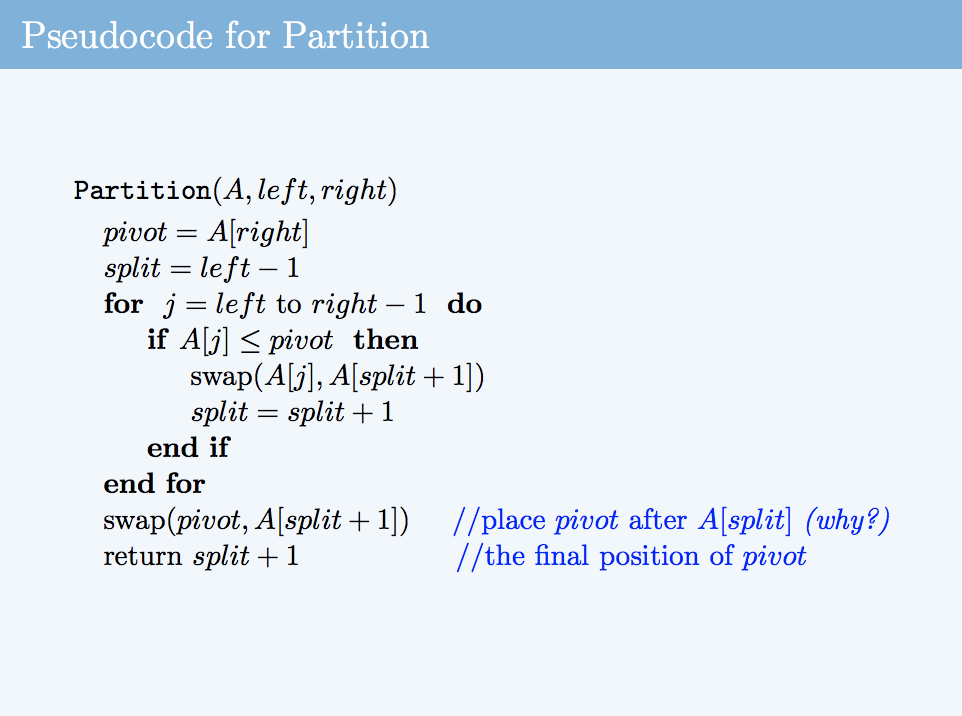 Pseudocode for Partition
Partition(A, left, right)
pivot = A[right]
split = left − 1
for j = left to right − 1 do
if A[j] ≤ pivot then
swap(A[j], A[split + 1])
split = split + 1
end if
end for
swap(pivot, A[split + 1]) //place pivot after A[split] (why?)
return split + 1 //the final position of pivot